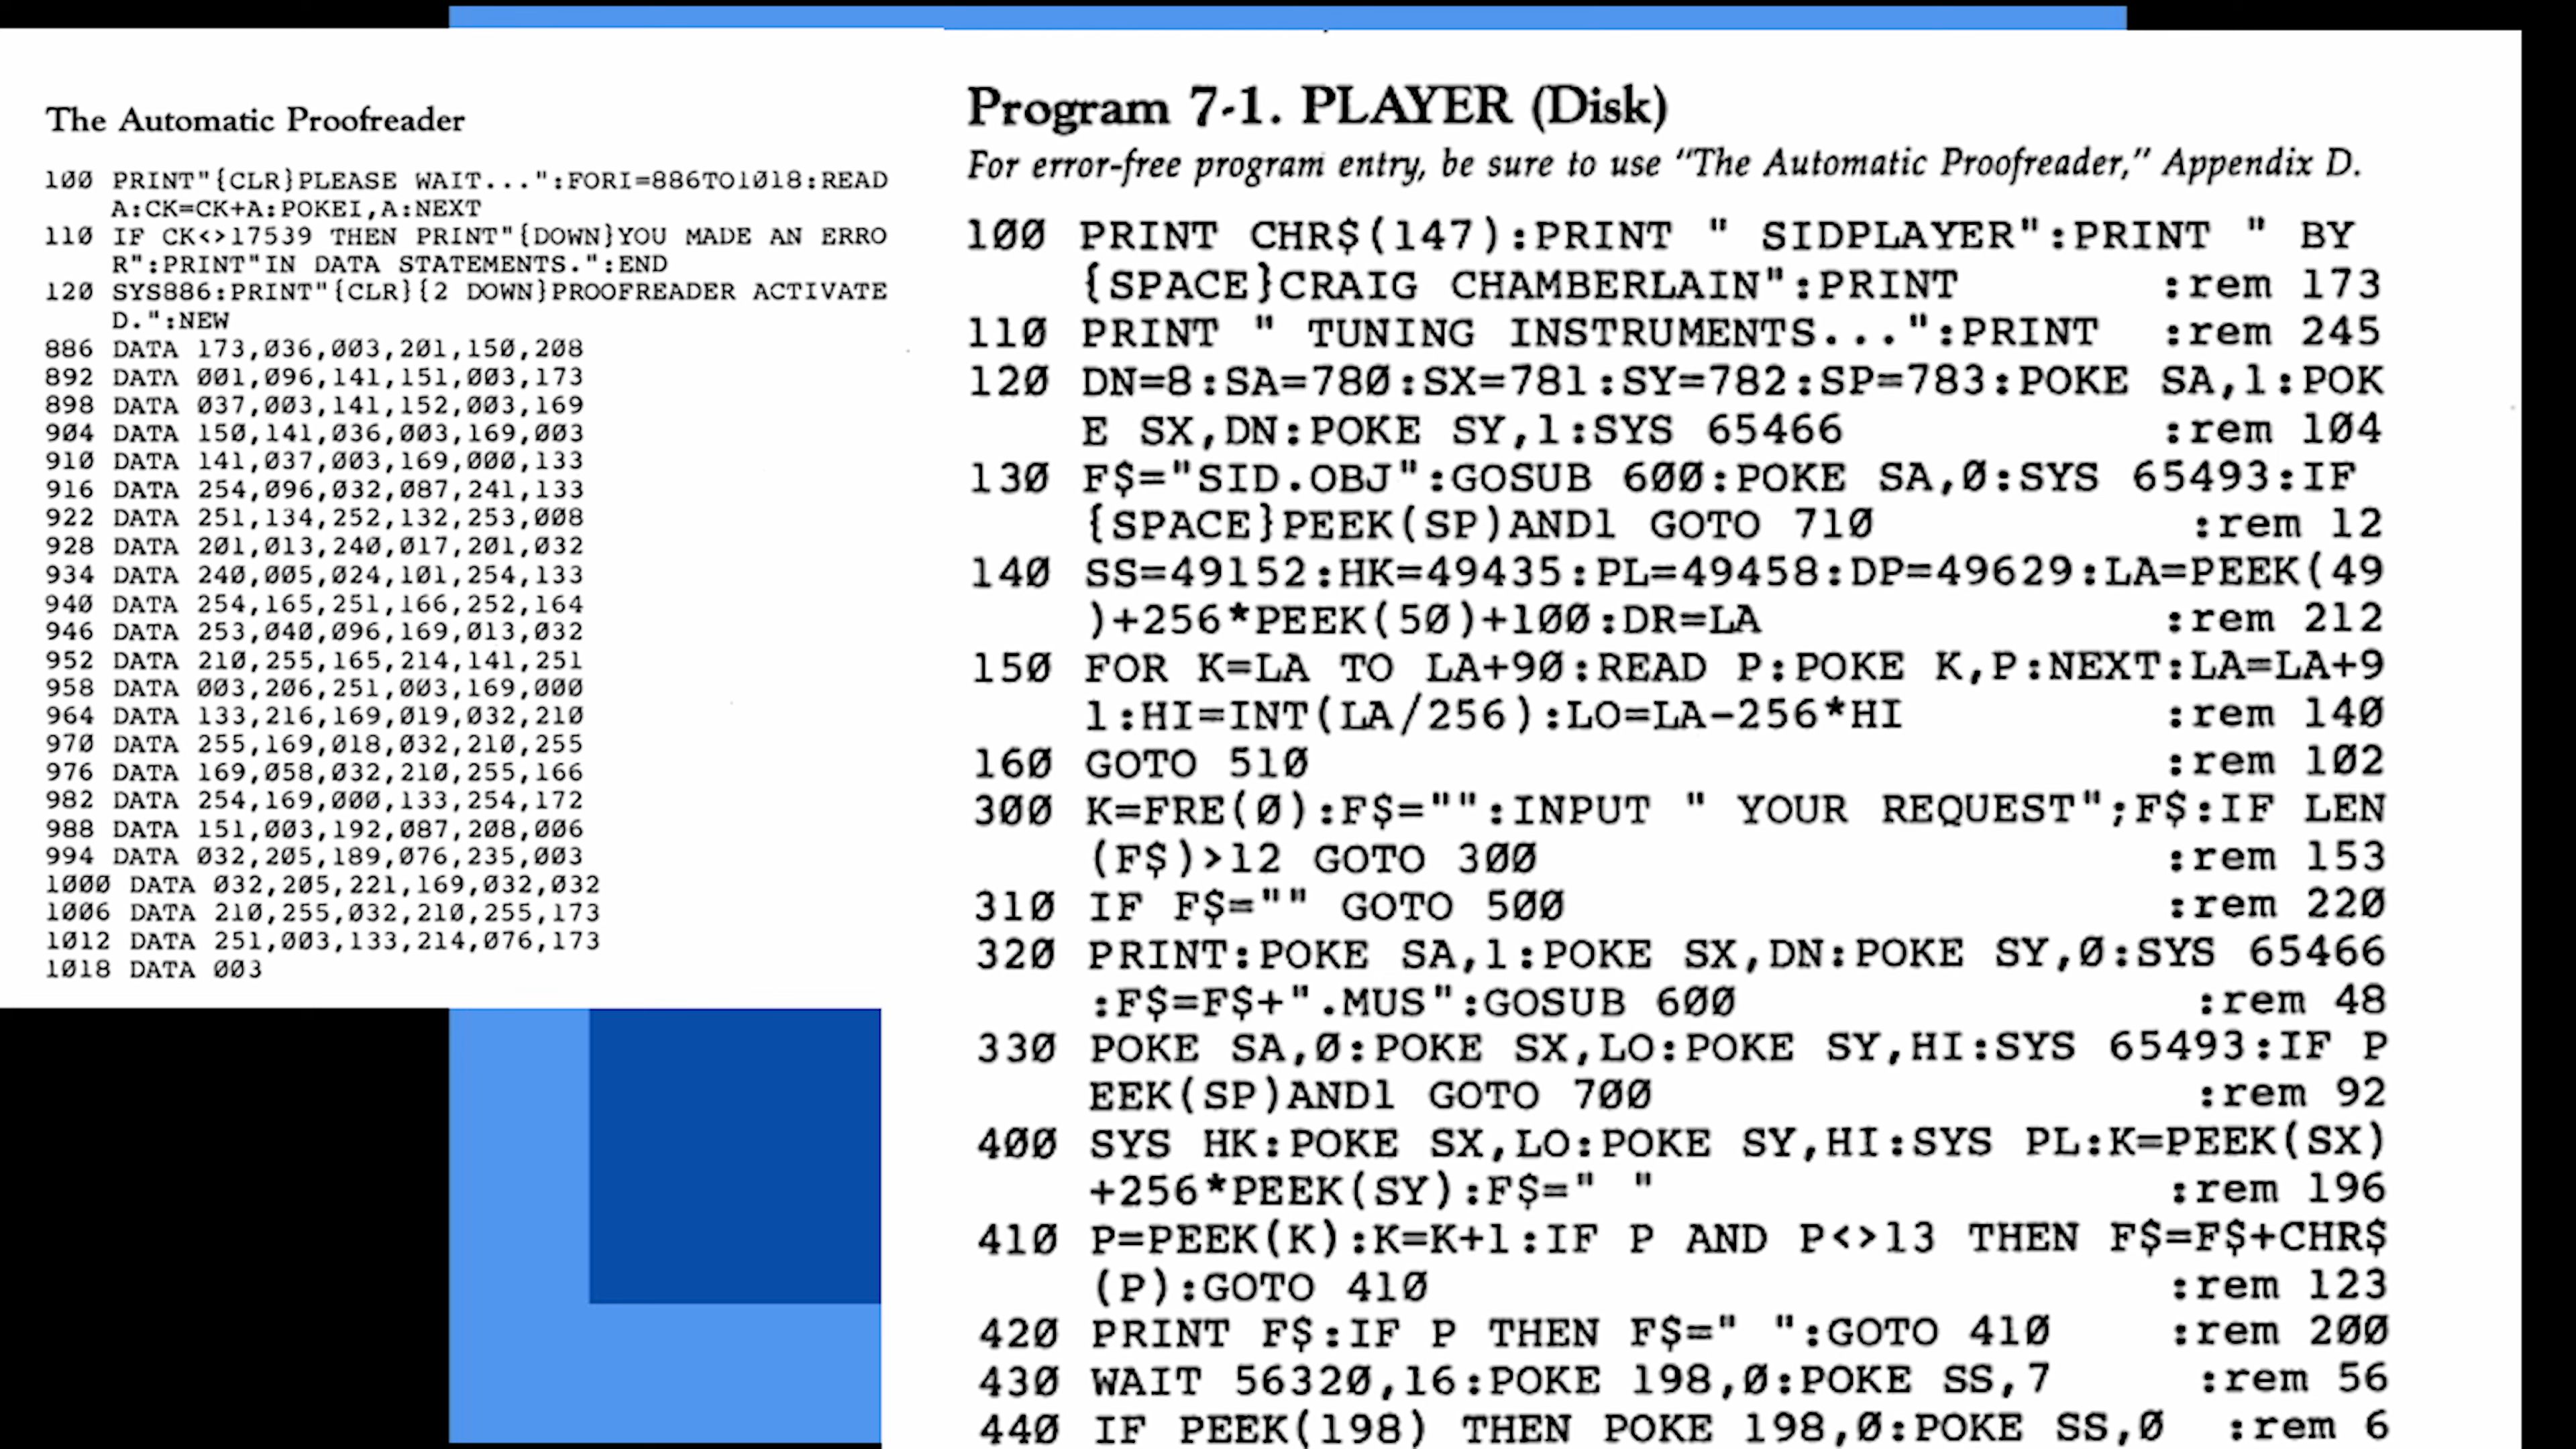 The Automatic Proofreader
100 PRINT"{CLR}PLEASE WAIT...":FORI=886TO1018:READ
A:CK=CK+A:POKEI,A:NEXT
110 IF CK<>17539 THEN PRINT"{DOWN}YOU MADE AN ERRO
R":PRINT"IN DATA STATEMENTS.":END
120 SYS886:PRINT"{CLR}{2 DOWN}PROOFREADER ACTIVATE
D.":NEW
886 DATA 173,036,003,201,150,208
892 DATA 001,096,141,151,003,173
898 DATA 037,003,141,152,003,169
904 DATA 150,141,036,003,169,003
910 DATA 141,037,003,169,000,133
916 DATA 254,096,032,087,241,133
922 DATA 251,134,252,132,253,008
928 DATA 201,013,240,017,201,032
934 DATA 240,005,024,101,254,133
940 DATA 254,165,251,166,252,164
946 DATA 253,040,096,169,013,032
952 DATA 210,255,165,214,141,251
958 DATA 003,206,251,003,169,000
964 DATA 133,216,169,019,032,210
970 DATA 255,169,018,032,210,255
976 DATA 169,058,032,210,255,166
982 DATA 254,169,000,133,254,172
988 DATA 151,003,192,087,208,006
994 DATA 032,205,189,076,235,003
1000 DATA 032,205,221,169,032,032
1006 DATA 210,255,032,210,255,173
1012 DATA 251,003,133,214,076,173
1018 DATA 003
Program 7-1. PLAYER (Disk)
For error-free program entry, be sure to use "The Automatic Proofreader," Appendix D.
100 PRINT CHR$(147):PRINT " SIDPLAYER":PRINT " BY
{SPACE}CRAIG CHAMBERLAIN":PRINT :rem 173
110 PRINT " TUNING INSTRUMENTS...":PRINT :rem 245
120 DN=8:SA=780:SX=781:SY=782:SP=783:POKE SA,1:POK
E SX,DN:POKE SY,1:SYS 65466 :rem 104
130 F$="SID.OBJ":GOSUB 600:POKE SA,0:SYS 65493:IF
{SPACE}PEEK(SP)AND1 GOTO 710 :rem 12
140 SS=49152:HK=49435:PL=49458:DP=49629:LA=PEEK(49
)+256*PEEK(50)+100:DR=LA :rem 212
150 FOR K=LA TO LA+90:READ P:POKE K,P:NEXT:LA=LA+9
1:HI=INT(LA/256):LO=LA-256*HI :rem 140
160 GOTO 510 :rem 102
300 K=FRE(0):F$="":INPUT " YOUR REQUEST";F$:IF LEN
(F$)>12 GOTO 300 :rem 153
310 IF F$="" GOTO 500 :rem 220
320 PRINT:POKE SA,1:POKE SX,DN:POKE SY,0:SYS 65466
:F$=F$+".MUS":GOSUB 600 :rem 48
330 POKE SA,0:POKE SX,LO:POKE SY,HI:SYS 65493:IF P
EEK(SP)AND1 GOTO 700 :rem 92
400 SYS HK:POKE SX,LO:POKE SY,HI:SYS PL:K=PEEK(SX)
+256*PEEK(SY):F$=" " :rem 196
410 P=PEEK(K):K=K+1:IF P AND P<>13 THEN F$=F$+CHR$
(P):GOTO 410 :rem 123
420 PRINT F$:IF P THEN F$=" ":GOTO 410 :rem 200
430 WAIT 56320,16:POKE 198,0:POKE SS,7 :rem 56
440 IF PEEK(198) THEN POKE 198,0:POKE SS,0 :rem 6